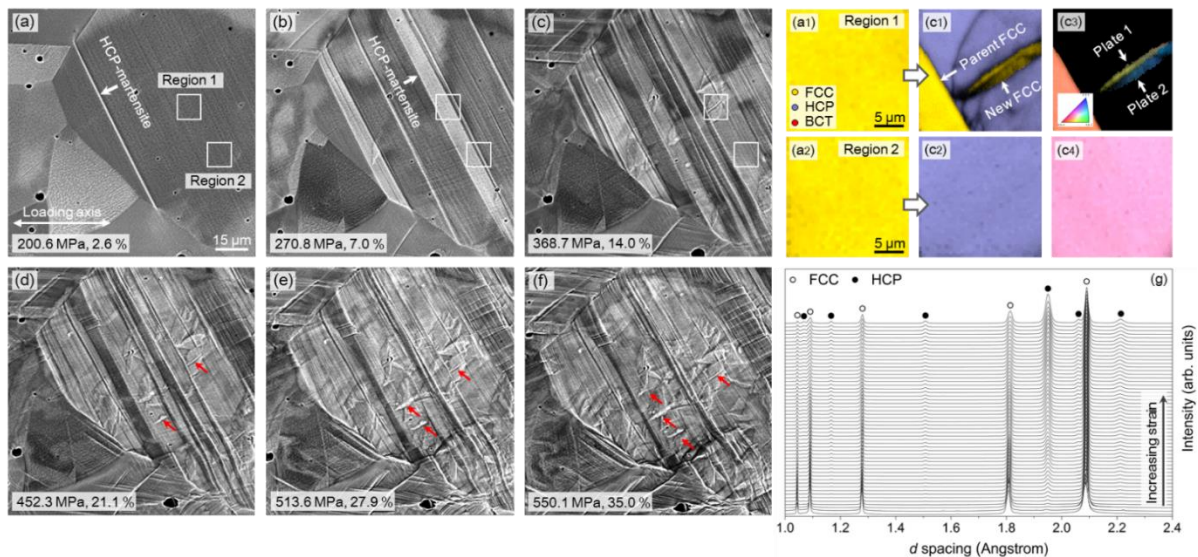 (a)
HCP-martensite
Region 1
Region 2
Loading axis
200.6 MPa, 2.6 %
15 μm
(b)
HCP-martensite
270.8 MPa, 7.0 %
(c)
368.7 MPa, 14.0 %
(a1) Region 1
FCC
HCP
BCT
5 μm
(c1)
Parent FCC
New FCC
(c3)
Plate 1
Plate 2
(a2) Region 2
5 μm
(c2)
(c4)
(d)
452.3 MPa, 21.1 %
(e)
513.6 MPa, 27.9 %
(f)
550.1 MPa, 35.0 %
FCC HCP (g)
Intensity (arb. units)
Increasing strain
1.0 1.2 1.4 1.6 1.8 2.0 2.2 2.4
d spacing (Angstrom)